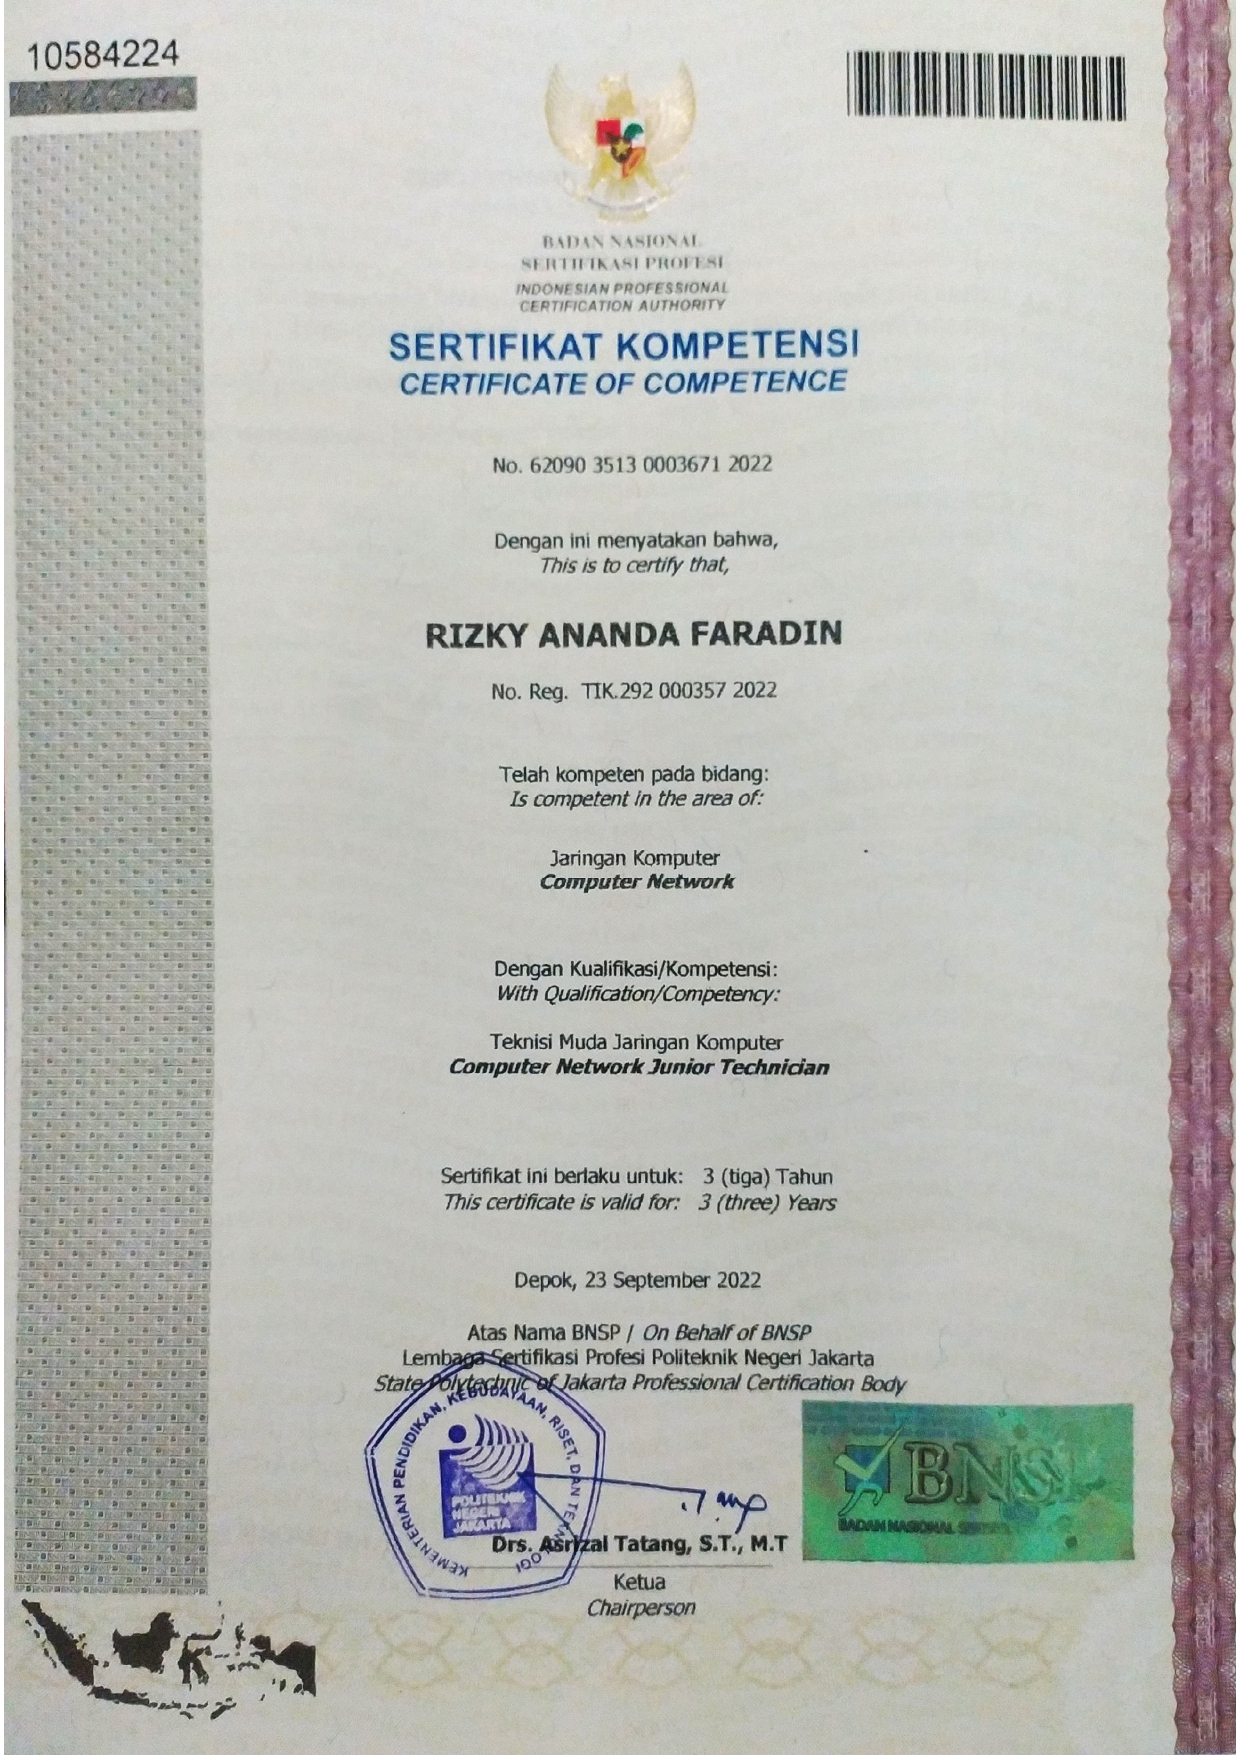 10584224
BADAN NASIONAL
SERTIFIKASI PROFESI
INDONESIAN PROFESSIONAL
CERTIFICATION AUTHORITY
SERTIFIKAT KOMPETENSI
CERTIFICATE OF COMPETENCE
No. 62090 3513 0003671 2022
Dengan ini menyatakan bahwa,
This is to certify that,
RIZKY ANANDA FARADIN
No. Reg. TIK.292 000357 2022
Telah kompeten pada bidang:
Is competent in the area of:
Jaringan Komputer
Computer Network
Dengan Kualifikasi/Kompetensi:
With Qualification/Competency:
Teknisi Muda Jaringan Komputer
Computer Network Junior Technician
Sertifikat ini berlaku untuk: 3 (tiga) Tahun
This certificate is valid for: 3 (three) Years
Depok, 23 September 2022
Atas Nama BNSP / On Behalf of BNSP
Lembaga Sertifikasi Profesi Politeknik Negeri Jakarta
State Polytechnic of Jakarta Professional Certification Body
KEMENTERIAN PENDIDIKAN, KEBUDAYAAN, RISET, DAN TEKNOLOGI
POLITEKNIK
NEGERI
JAKARTA
BNSP
BADAN NASIONAL
Drs. Asrizal Tatang, S.T., M.T
Ketua
Chairperson